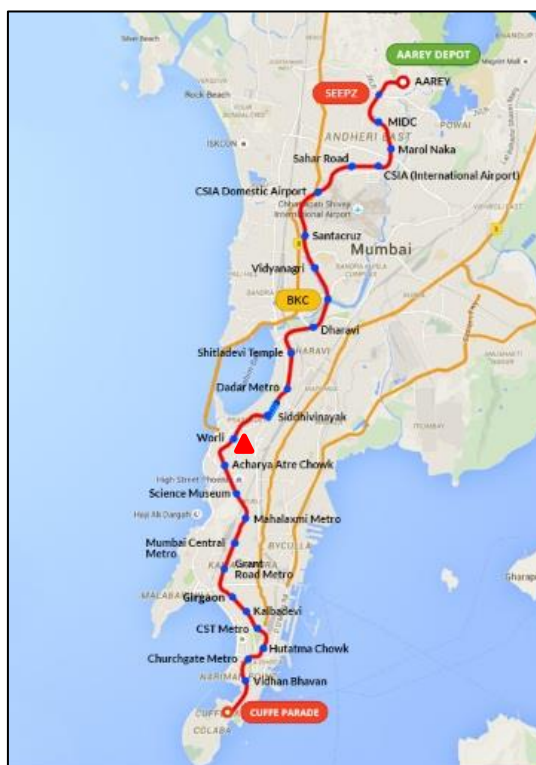 Silver Beach
KHANDUP
AAREY DEPOT
AAREY
Rock Beach
SEEPZ
POWAI
MIDC
ISKCON
ANDHERI EAST
Marol Naka
Sahar Road
CSIA (International Airport)
CSIA Domestic Airport
Santacruz
Mumbai
Vidyanagri
BKC
Dharavi
Shitladevi Temple
Dadar Metro
Siddhivinayak
Worli
Acharya Atre Chowk
High Street Phoenix
Science Museum
Haji Ali Dargah
Mahalaxmi Metro
Mumbai Central
Metro
BYCULLA
Grant
Road Metro
Girgaon
Kalbadevi
CST Metro
Hutatma Chowk
Churchgate Metro
NARIMAN POINT
Vidhan Bhavan
CUFFE PARADE
COLABA